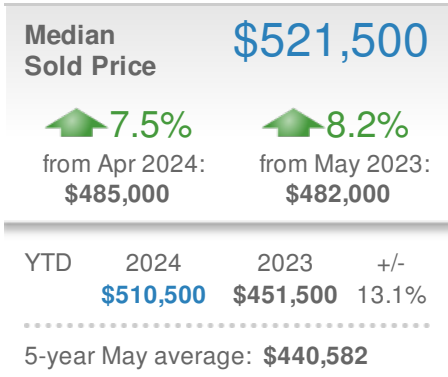 Median $521,500
Sold Price
7.5% 8.2%
from Apr 2024: from May 2023:
$485,000 $482,000
YTD 2024 2023 +/-
$510,500 $451,500 13.1%
5-year May average: $440,582